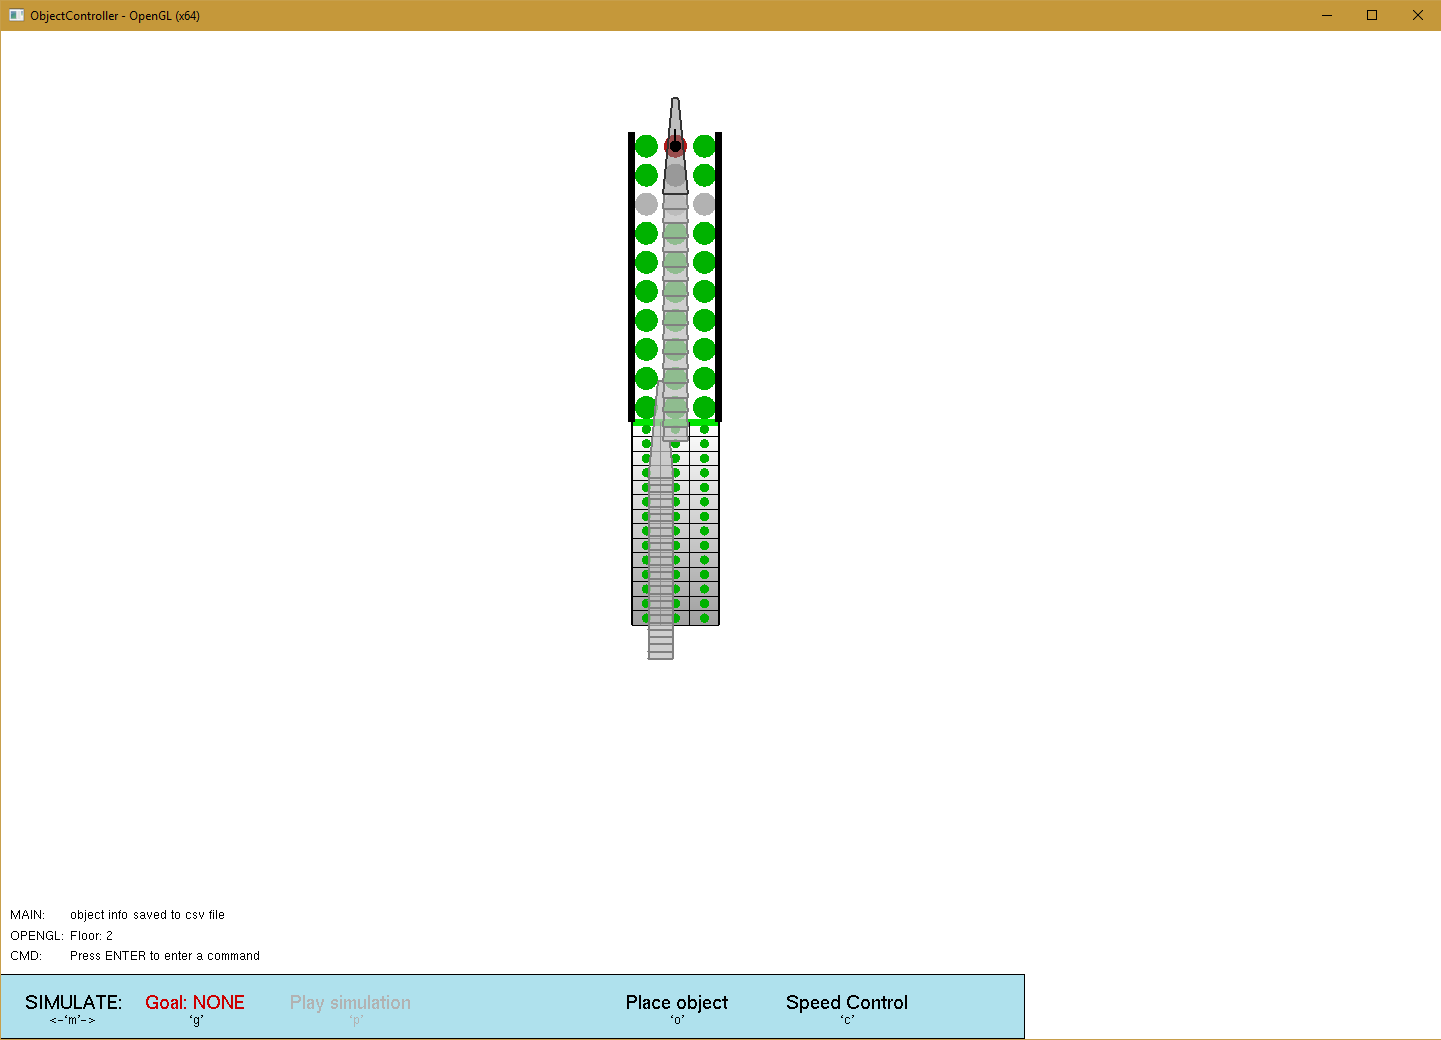 ObjectController - OpenGL (x64)
MAIN: object info saved to csv file
OPENGL: Floor: 2
CMD: Press ENTER to enter a command
SIMULATE: Goal: NONE Play simulation Place object Speed Control
<-‘m’-> ‘g’ ‘p’ ‘o’ ‘c’